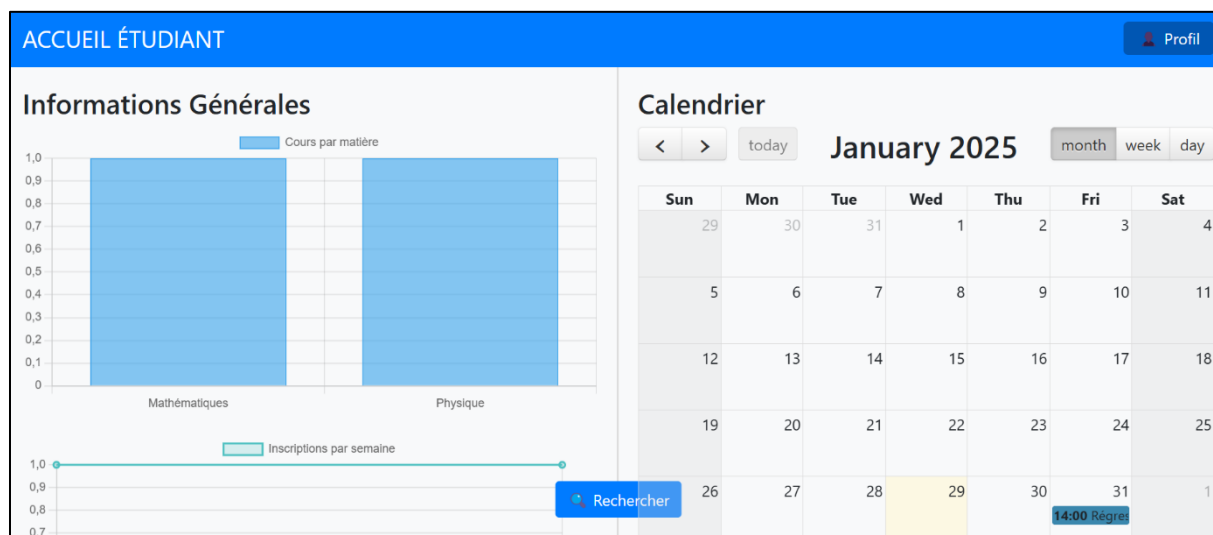 ACCUEIL ÉTUDIANT
Profil
Informations Générales
Cours par matière
1,0
0,9
0,8
0,7
0,6
0,5
0,4
0,3
0,2
0,1
0
Mathématiques Physique
Inscriptions par semaine
1,0
0,9
0,8
0,7
Rechercher
Calendrier
< > today January 2025 month week day
Sun Mon Tue Wed Thu Fri Sat
29 30 31 1 2 3 4
5 6 7 8 9 10 11
12 13 14 15 16 17 18
19 20 21 22 23 24 25
26 27 28 29 30 31 1
14:00 Régres